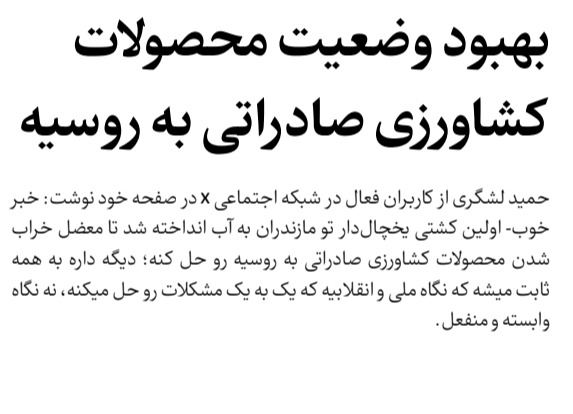 بهبود وضعیت محصولات
کشاورزی صادراتی به روسیه
حمید لشگری از کاربران فعال در شبکه اجتماعی x در صفحه خود نوشت: خبر
خوب- اولین کشتی یخچال‌دار تو مازندران به آب انداخته شد تا معضل خراب
شدن محصولات کشاورزی صادراتی به روسیه رو حل کنه؛ دیگه داره به همه
ثابت میشه که نگاه ملی و انقلابیه که یک به یک مشکلات رو حل میکنه، نه نگاه
وابسته و منفعل.